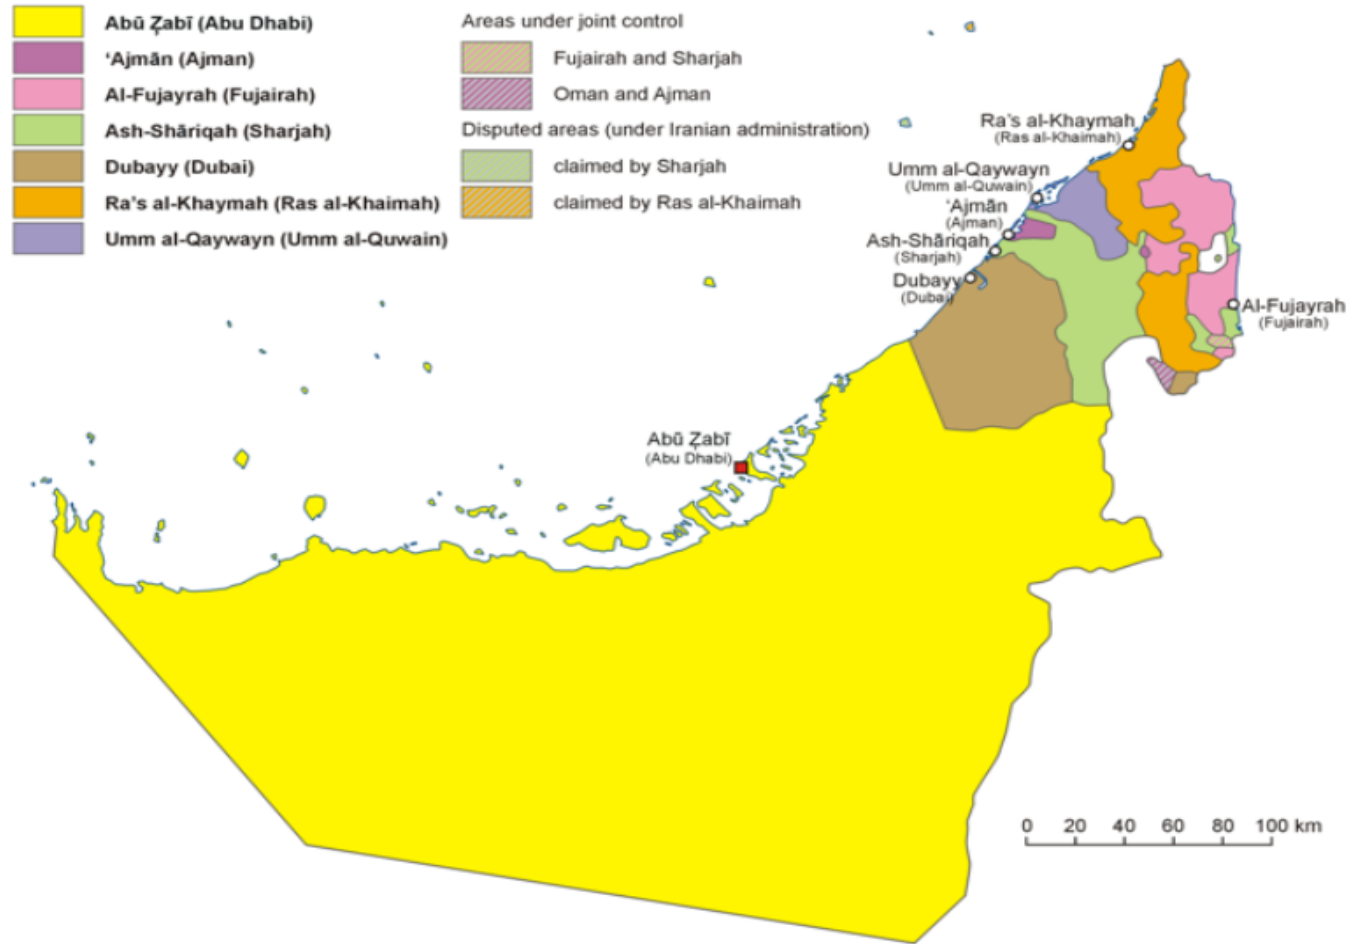 Abū Z̧abī (Abu Dhabi)
‘Ajmān (Ajman)
Al-Fujayrah (Fujairah)
Ash-Shāriqah (Sharjah)
Dubayy (Dubai)
Ra's al-Khaymah (Ras al-Khaimah)
Umm al-Qaywayn (Umm al-Quwain)
Areas under joint control
Fujairah and Sharjah
Oman and Ajman
Disputed areas (under Iranian administration)
claimed by Sharjah
claimed by Ras al-Khaimah
Ra's al-Khaymah
(Ras al-Khaimah)
Umm al-Qaywayn
(Umm al-Quwain)
‘Ajmān
(Ajman)
Ash-Shāriqah
(Sharjah)
Dubayy
(Dubai)
Al-Fujayrah
(Fujairah)
Abū Z̧abī
(Abu Dhabi)
0 20 40 60 80 100 km